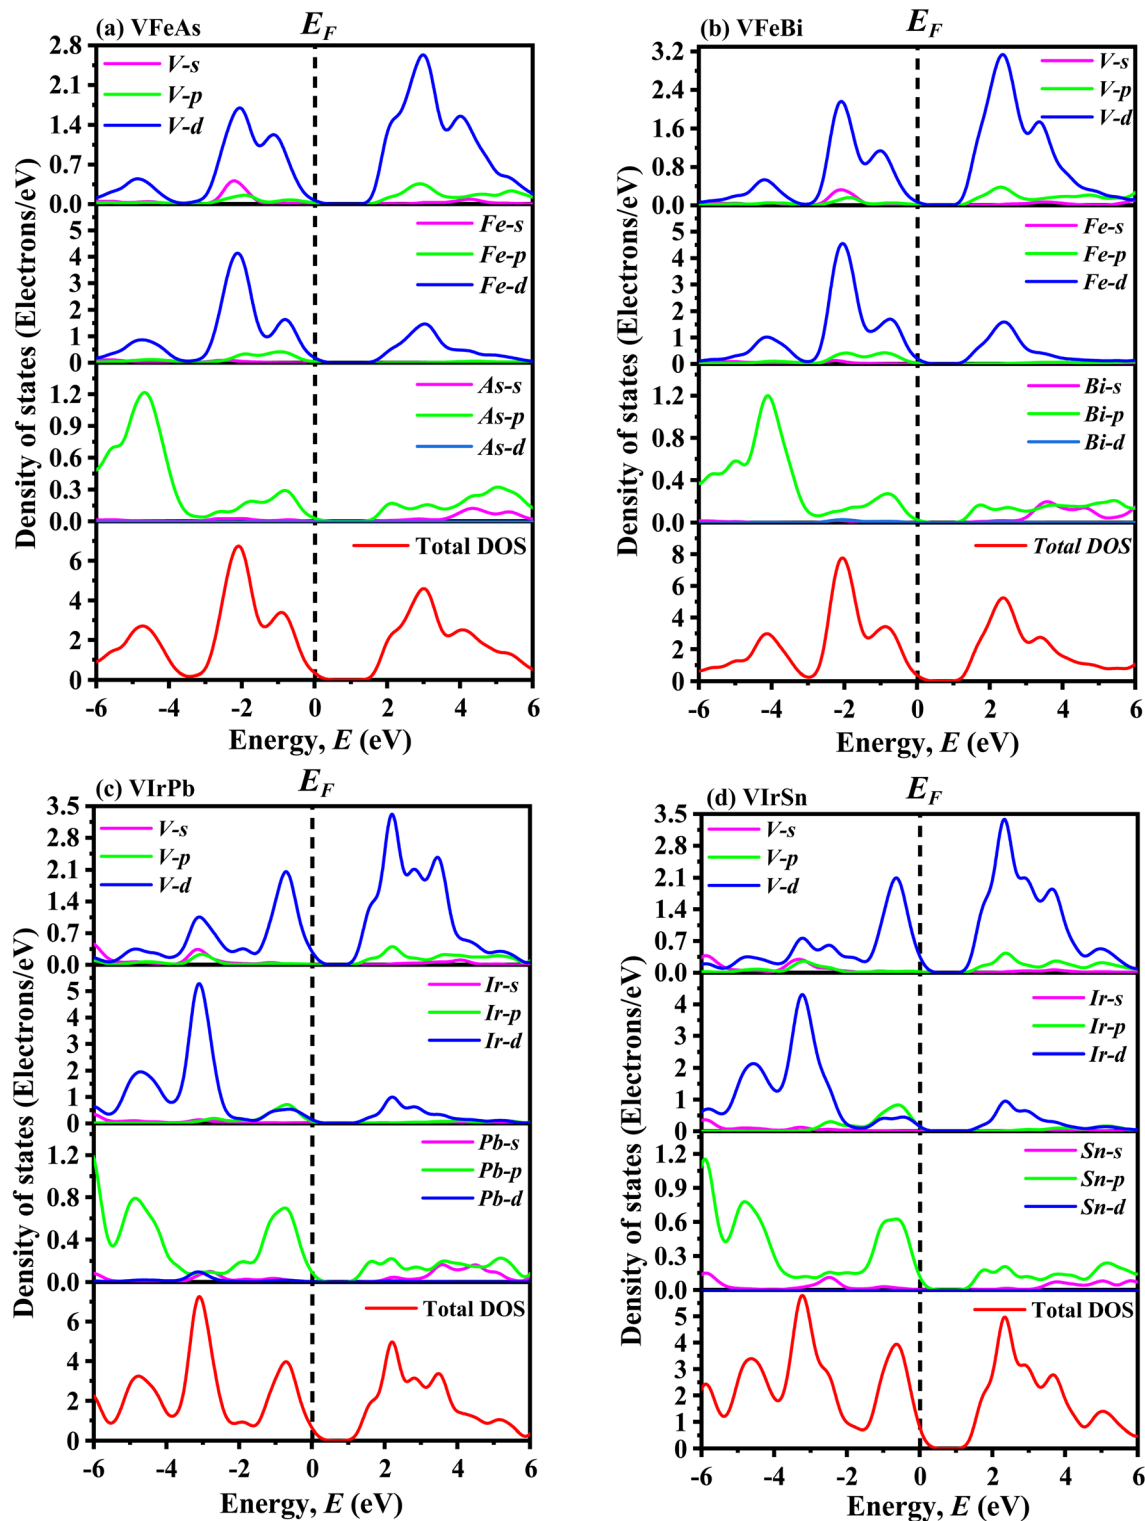 (a) VFeAs
E_F
2.8
2.1
1.4
0.7
0.0
V-s
V-p
V-d
5
4
3
2
1
0
Fe-s
Fe-p
Fe-d
1.2
0.9
0.6
0.3
0.0
As-s
As-p
As-d
6
4
2
0
Total DOS
-6 -4 -2 0 2 4 6
Energy, E (eV)
Density of states (Electrons/eV)
(b) VFeBi
E_F
3.2
2.4
1.6
0.8
0.0
V-s
V-p
V-d
5
4
3
2
1
0
Fe-s
Fe-p
Fe-d
1.2
0.8
0.4
0.0
Bi-s
Bi-p
Bi-d
8
6
4
2
0
Total DOS
-6 -4 -2 0 2 4 6
Energy, E (eV)
Density of states (Electrons/eV)
(c) VIrPb
E_F
3.5
2.8
2.1
1.4
0.7
0.0
V-s
V-p
V-d
5
4
3
2
1
0
Ir-s
Ir-p
Ir-d
1.2
0.8
0.4
0.0
Pb-s
Pb-p
Pb-d
6
4
2
0
Total DOS
-6 -4 -2 0 2 4 6
Energy, E (eV)
Density of states (Electrons/eV)
(d) VIrSn
E_F
3.5
2.8
2.1
1.4
0.7
0.0
V-s
V-p
V-d
4
3
2
1
0
Ir-s
Ir-p
Ir-d
1.2
0.9
0.6
0.3
0.0
Sn-s
Sn-p
Sn-d
5
4
3
2
1
0
Total DOS
-6 -4 -2 0 2 4 6
Energy, E (eV)
Density of states (Electrons/eV)